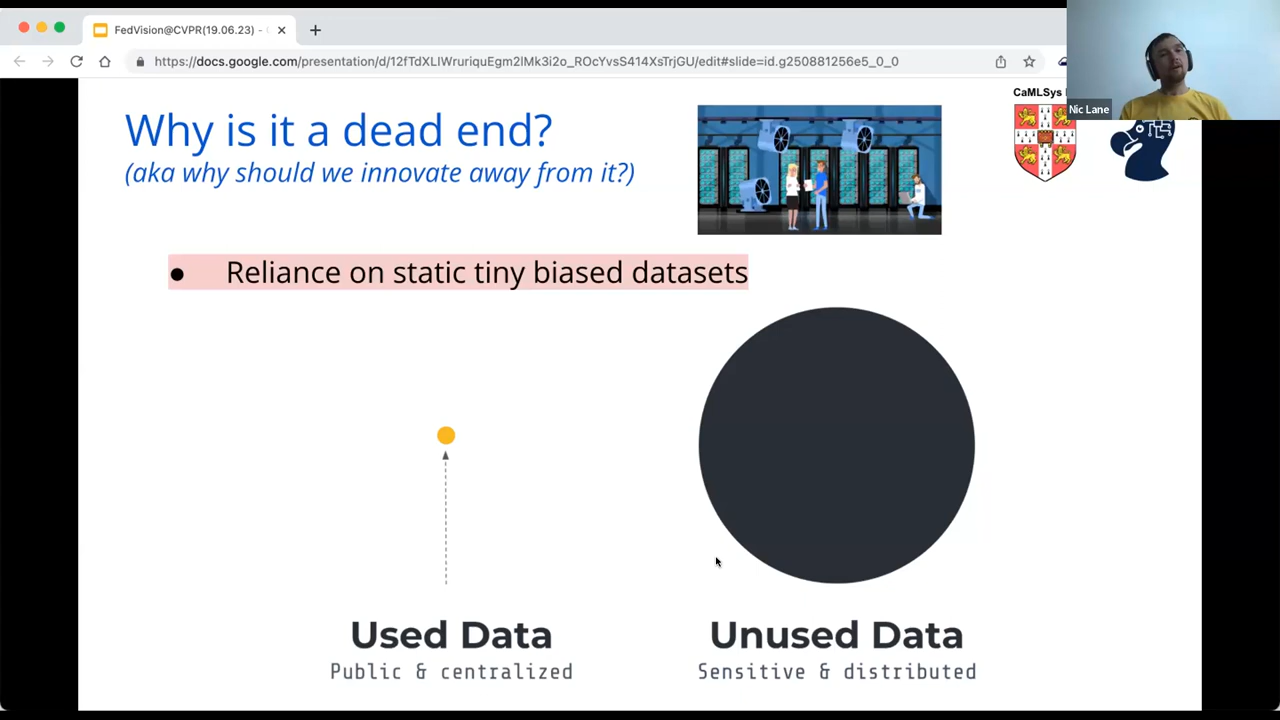 FedVision@CVPR(19.06.23) -
https://docs.google.com/presentation/d/12fTdXLIWruriquEgm2lMk3i2o_ROcYvsS414XsTrjGU/edit#slide=id.g250881256e5_0_0
Nic Lane
CaMLSys
Why is it a dead end?
(aka why should we innovate away from it?)
● Reliance on static tiny biased datasets
Used Data
Public & centralized
Unused Data
Sensitive & distributed